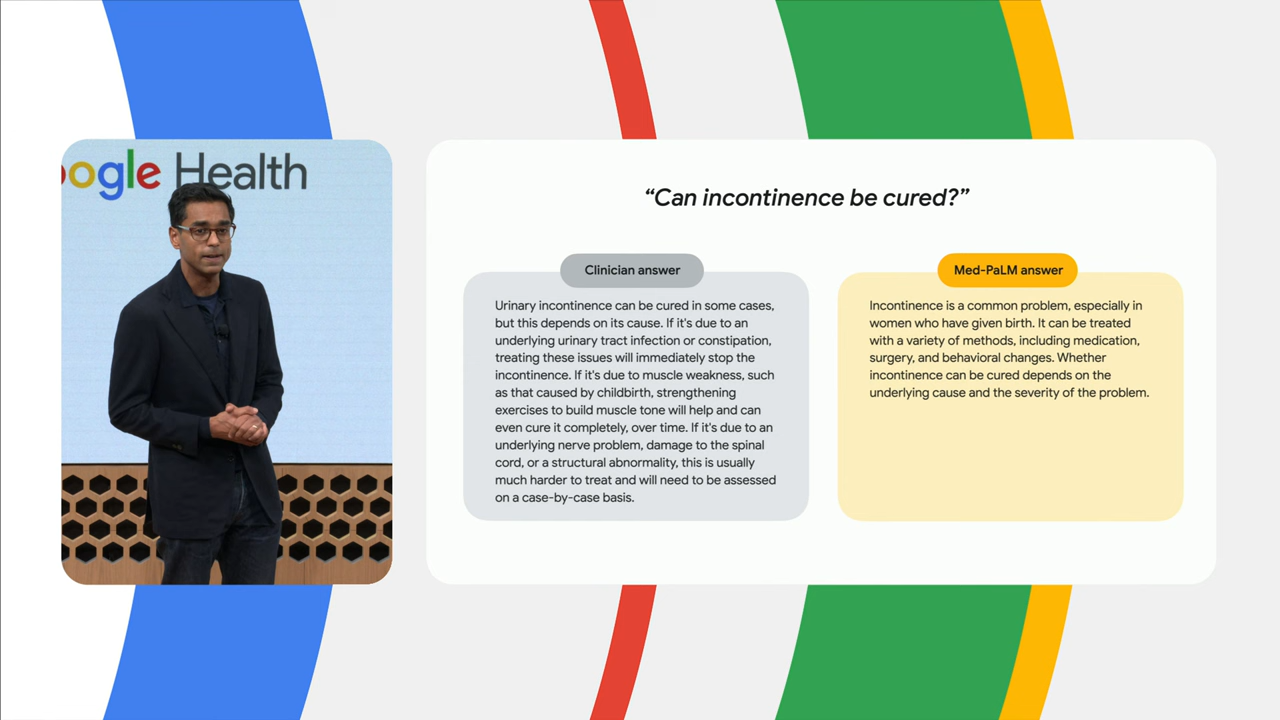 oogle Health
“Can incontinence be cured?”
Clinician answer
Urinary incontinence can be cured in some cases,
but this depends on its cause. If it's due to an
underlying urinary tract infection or constipation,
treating these issues will immediately stop the
incontinence. If it's due to muscle weakness, such
as that caused by childbirth, strengthening
exercises to build muscle tone will help and can
even cure it completely, over time. If it's due to an
underlying nerve problem, damage to the spinal
cord, or a structural abnormality, this is usually
much harder to treat and will need to be assessed
on a case-by-case basis.
Med-PaLM answer
Incontinence is a common problem, especially in
women who have given birth. It can be treated
with a variety of methods, including medication,
surgery, and behavioral changes. Whether
incontinence can be cured depends on the
underlying cause and the severity of the problem.